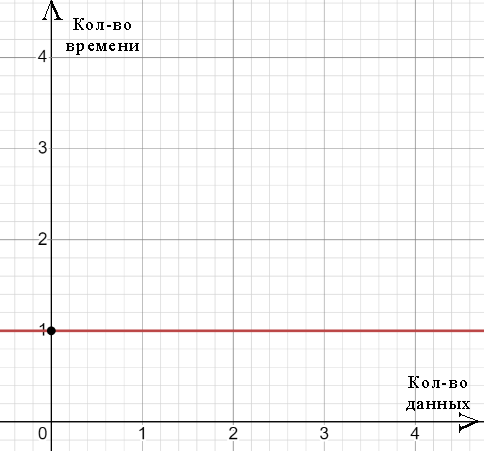 Кол-во
времени
4
3
2
1
Кол-во
данных
0 1 2 3 4